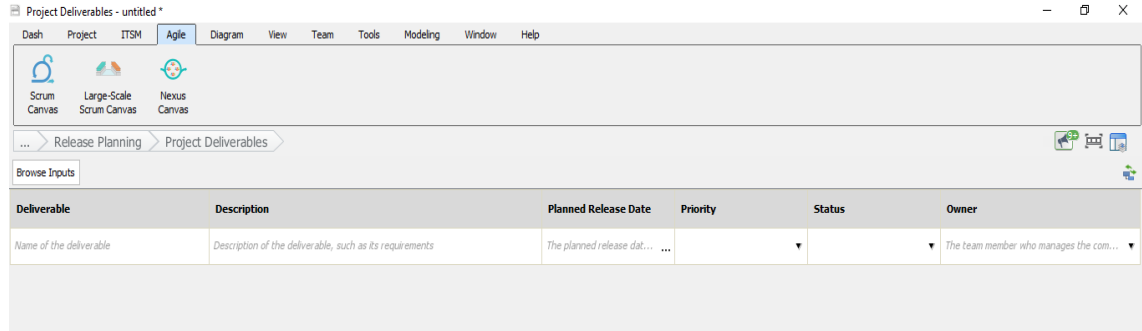 Project Deliverables - untitled *
Dash Project ITSM Agile Diagram View Team Tools Modeling Window Help
Scrum Canvas
Large-Scale Scrum Canvas
Nexus Canvas
... Release Planning Project Deliverables
9+
Browse Inputs
Deliverable Description Planned Release Date Priority Status Owner
Name of the deliverable Description of the deliverable, such as its requirements The planned release dat... ... The team member who manages the com...